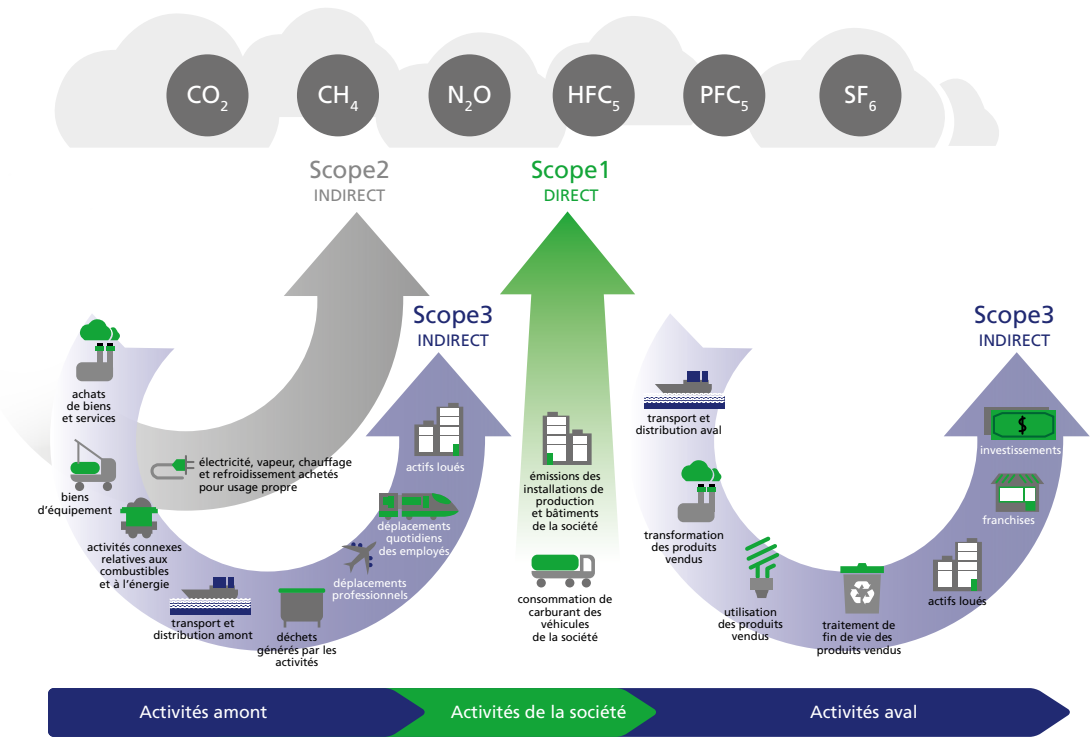 CO₂
CH₄
N₂O
HFC₅
PFC₅
SF₆
Scope2
INDIRECT
Scope1
DIRECT
Scope3
INDIRECT
Scope3
INDIRECT
achats
de biens
et services
biens
d'équipement
électricité, vapeur, chauffage
et refroidissement achetés
pour usage propre
activités connexes
relatives aux
combustibles
et à l'énergie
transport et
distribution amont
déchets
générés par les
activités
déplacements
professionnels
déplacements
quotidiens
des employés
actifs loués
émissions des
installations de
production
et bâtiments
de la société
consommation de
carburant des
véhicules
de la société
transport et
distribution aval
transformation
des produits
vendus
utilisation
des produits
vendus
traitement de
fin de vie des
produits vendus
actifs loués
franchises
$
investissements
Activités amont
Activités de la société
Activités aval